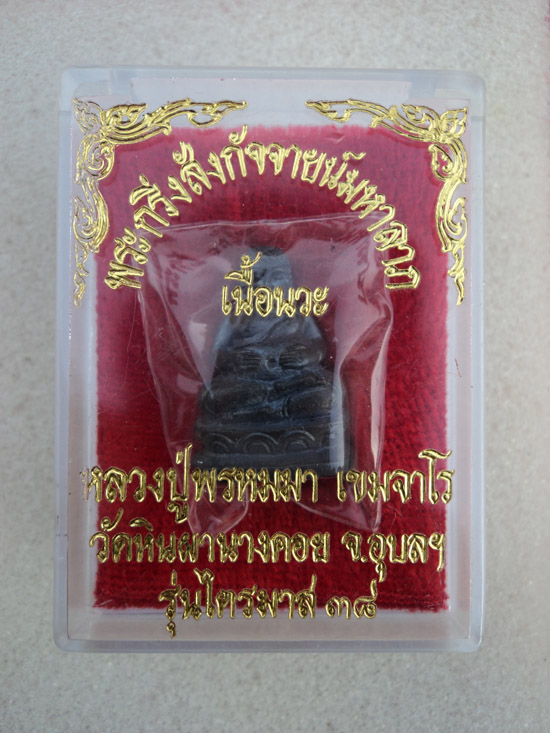 พระกริ่งสังกัจจายน์มหาลาภ
เนื้อนวะ
หลวงปู่พรหมมา เขมจาโร
วัดหินผานางคอย จ.อุบลฯ
รุ่นไตรมาส ๓๘